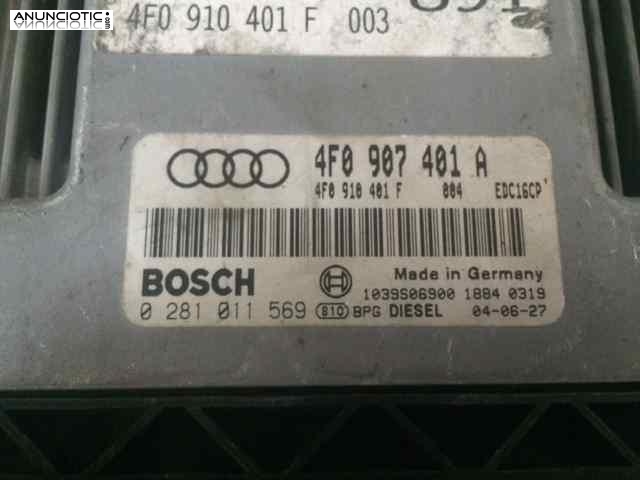 ANUNCIOTIC
4F0 910 401 F 003
4F0 907 401 A
4F0 910 401 F 004 EDC16CP
BOSCH
Made in Germany
1039S06900 1884 0319
0 281 011 569 810 BPG DIESEL 04-06-27